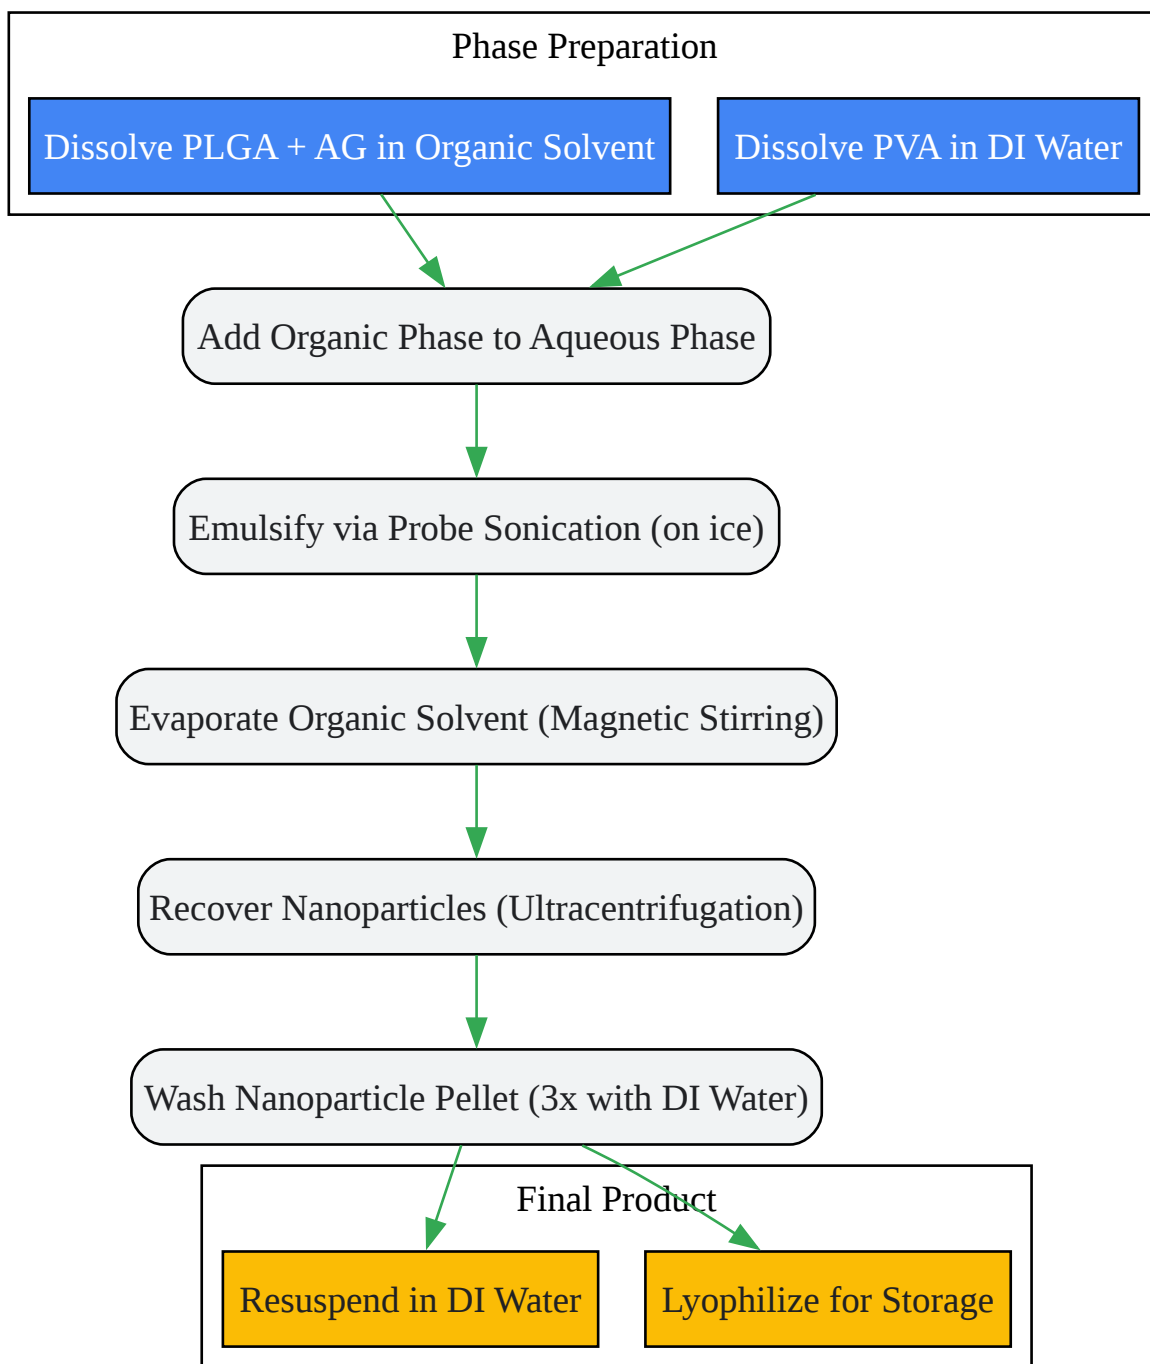 Phase Preparation
Dissolve PLGA + AG in Organic Solvent
Dissolve PVA in DI Water
Add Organic Phase to Aqueous Phase
Emulsify via Probe Sonication (on ice)
Evaporate Organic Solvent (Magnetic Stirring)
Recover Nanoparticles (Ultracentrifugation)
Wash Nanoparticle Pellet (3x with DI Water)
Final Product
Resuspend in DI Water
Lyophilize for Storage